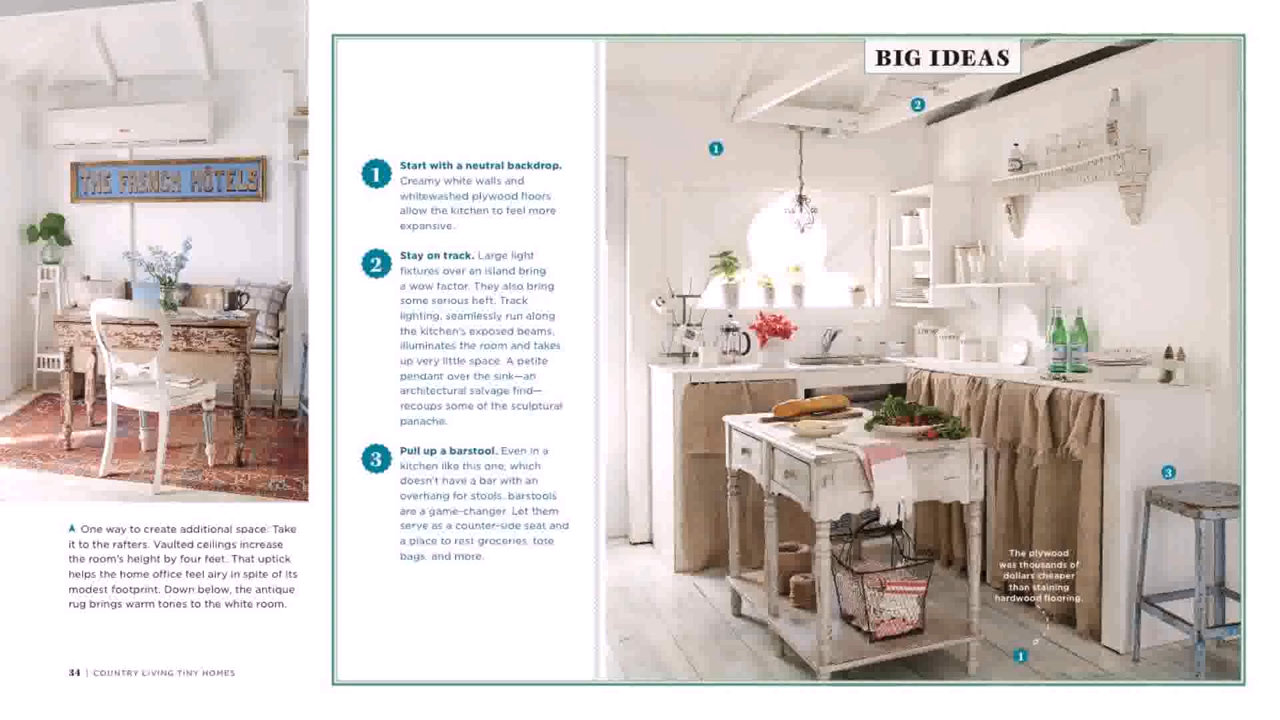 THE FRENCH HÔTELS
One way to create additional space: Take
it to the rafters. Vaulted ceilings increase
the room's height by four feet. That uptick
helps the home office feel airy in spite of its
modest footprint. Down below, the antique
rug brings warm tones to the white room.
34 | COUNTRY LIVING TINY HOMES
BIG IDEAS
1
Start with a neutral backdrop.
Creamy white walls and
whitewashed plywood floors
allow the kitchen to feel more
expansive.
2
Stay on track. Large light
fixtures over an island bring
a wow factor. They also bring
some serious heft. Track
lighting, seamlessly run along
the kitchen's exposed beams,
illuminates the room and takes
up very little space. A petite
pendant over the sink—an
architectural salvage find—
recoups some of the sculptural
panache.
3
Pull up a barstool. Even in a
kitchen like this one, which
doesn't have a bar with an
overhang for stools, barstools
are a game-changer. Let them
serve as a counter-side seat and
a place to rest groceries, tote
bags, and more.
2
1
3
The plywood
was thousands of
dollars cheaper
than staining
hardwood flooring.
1